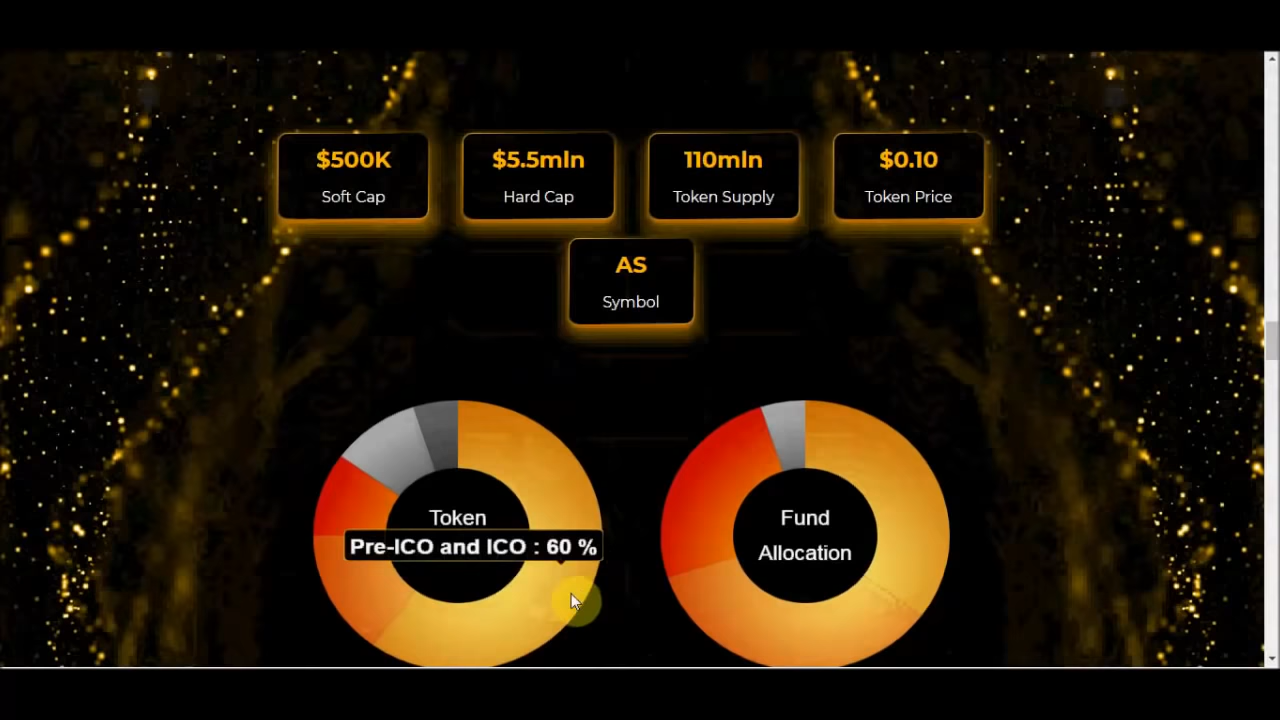 $500K
Soft Cap
$5.5mln
Hard Cap
110mln
Token Supply
$0.10
Token Price
AS
Symbol
Token
Pre-ICO and ICO : 60 %
Fund
Allocation